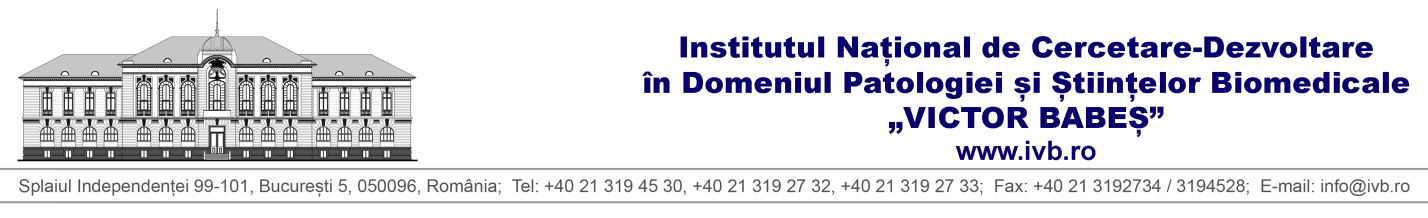 Institutul Național de Cercetare-Dezvoltare
în Domeniul Patologiei și Științelor Biomedicale
„VICTOR BABEȘ”
www.ivb.ro
Splaiul Independenței 99-101, București 5, 050096, România; Tel: +40 21 319 45 30, +40 21 319 27 32, +40 21 319 27 33; Fax: +40 21 3192734 / 3194528; E-mail: info@ivb.ro